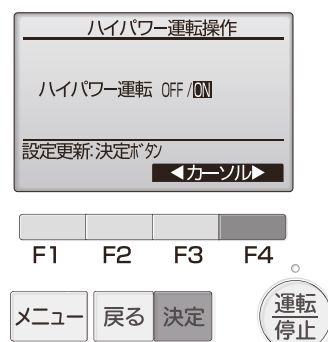 ハイパワー運転操作
ハイパワー運転 OFF/ON
設定更新:決定ボタン
◀カーソル▶
F1 F2 F3 F4
メニュー 戻る 決定 運転
停止